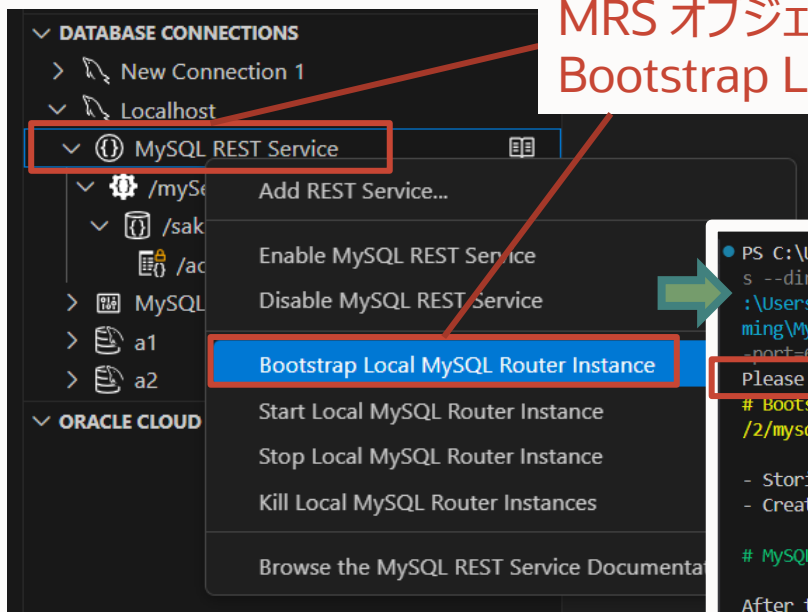 MRS オブジェ
Bootstrap L
DATABASE CONNECTIONS
New Connection 1
Localhost
MySQL REST Service
/mySe
/sak
/ac
MySQL
a1
a2
ORACLE CLOUD
Add REST Service...
Enable MySQL REST Service
Disable MySQL REST Service
Bootstrap Local MySQL Router Instance
Start Local MySQL Router Instance
Stop Local MySQL Router Instance
Kill Local MySQL Router Instances
Browse the MySQL REST Service Documenta
PS C:\U
s --dir
:\Users
ming\My
-port=
Please
# Boots
/2/mysq
- Stori
- Creat
# MySQL
After t